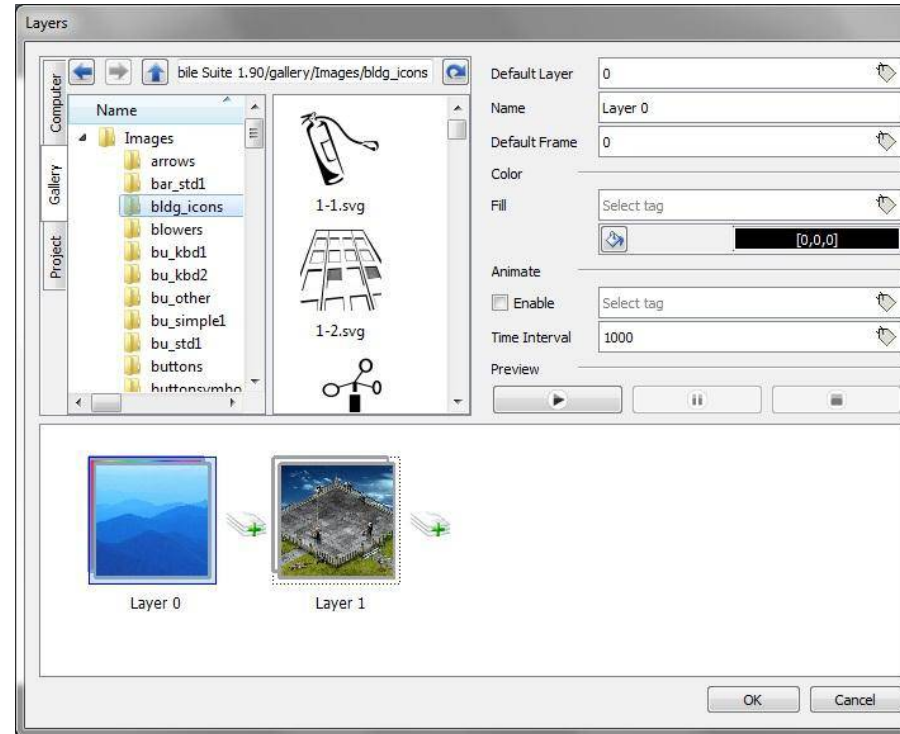 Layers
Computer
Gallery
Project
bile Suite 1.90/gallery/Images/bldg_icons
Name
Images
arrows
bar_std1
bldg_icons
blowers
bu_kbd1
bu_kbd2
bu_other
bu_simple1
bu_std1
buttons
buttonsymbo
1-1.svg
1-2.svg
Default Layer 0
Name Layer 0
Default Frame 0
Color
Fill Select tag
[0,0,0]
Animate
Enable Select tag
Time Interval 1000
Preview
Layer 0
Layer 1
OK
Cancel